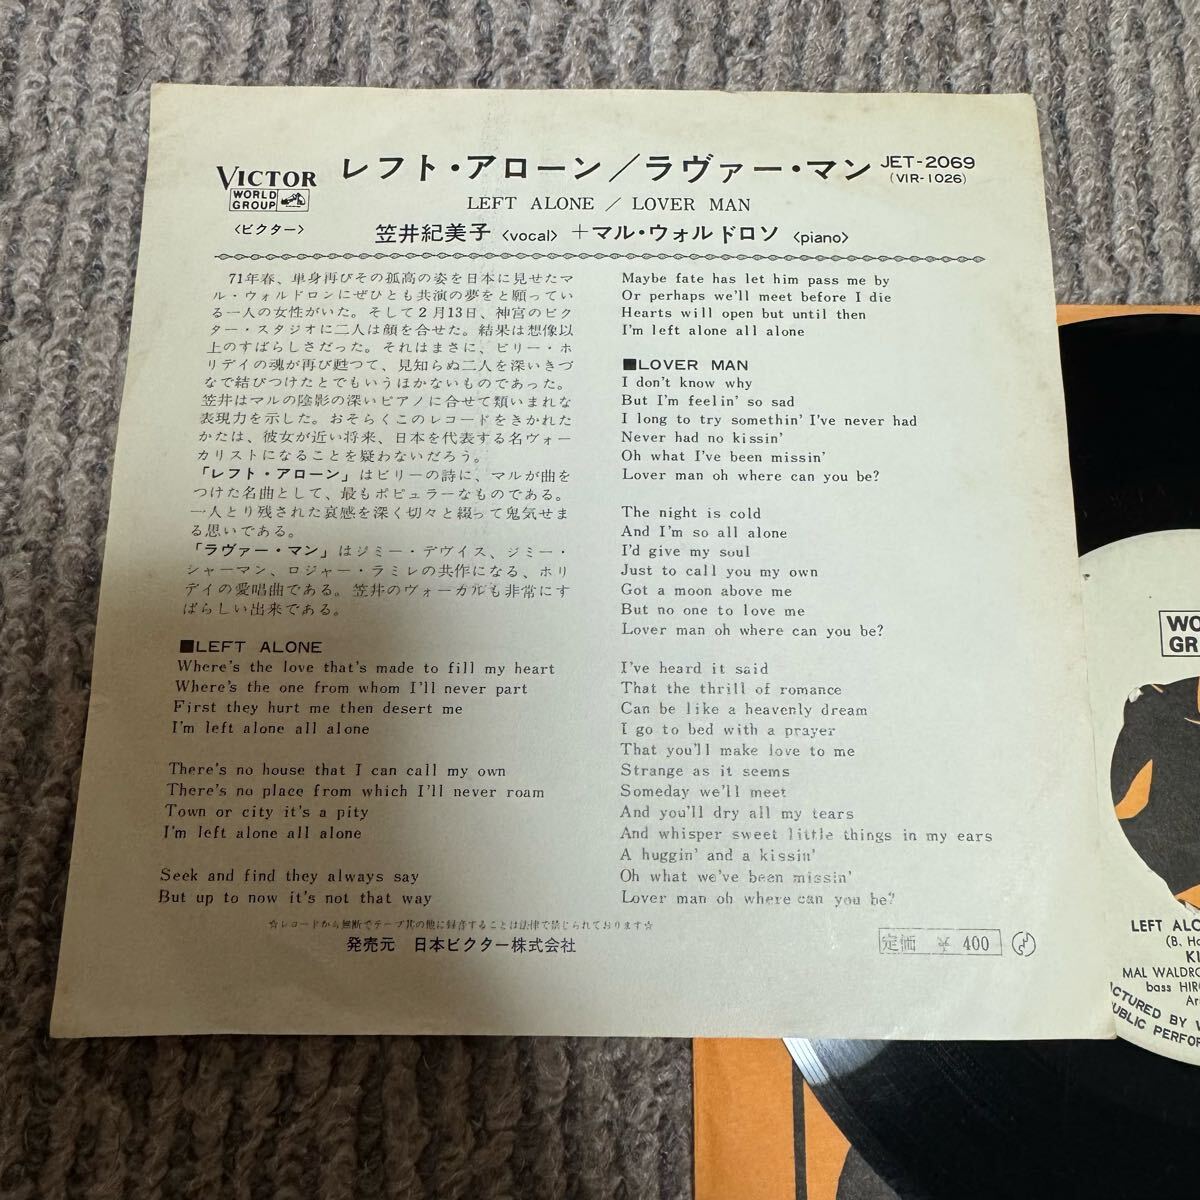 VICTOR
WORLD
GROUP
〈ビクター〉
レフト・アローン／ラヴァー・マン
JET-2069
(VIR-1026)
LEFT ALONE / LOVER MAN
笠井紀美子〈vocal〉＋マル・ウォルドロン〈piano〉
71年春、単身再びその孤高の姿を日本に見せたマ
ル・ウォルドロンにぜひとも共演の夢をと願ってい
る一人の女性がいた。そして2月13日、神宮のビク
ター・スタジオに二人は顔を合せた。結果は想像以
上のすばらしさだった。それはまさに、ビリー・ホ
リデイの魂が再び甦つて、見知らぬ二人を深いきづ
なで結びつけたとでもいうほかないものであった。
笠井はマルの陰影の深いピアノに合せて類いまれな
表現力を示した。おそらくこのレコードをきかれた
かたは、彼女が近い将来、日本を代表する名ヴォー
カリストになることを疑わないだろう。
「レフト・アローン」はビリーの詩に、マルが曲を
つけた名曲として、最もポピュラーなものである。
一人とり残された哀感を深く切々と綴って鬼気せま
る思いである。
「ラヴァー・マン」はジミー・デヴイス、ジミー・
シャーマン、ロジャー・ラミレの共作になる、ホリ
デイの愛唱曲である。笠井のヴォーカルも非常にす
ばらしい出来である。
■LEFT ALONE
Where's the love that's made to fill my heart
Where's the one from whom I'll never part
First they hurt me then desert me
I'm left alone all alone
There's no house that I can call my own
There's no place from which I'll never roam
Town or city it's a pity
I'm left alone all alone
Seek and find they always say
But up to now it's not that way
Maybe fate has let him pass me by
Or perhaps we'll meet before I die
Hearts will open but until then
I'm left alone all alone
■LOVER MAN
I don't know why
But I'm feelin' so sad
I long to try somethin' I've never had
Never had no kissin'
Oh what I've been missin'
Lover man oh where can you be?
The night is cold
And I'm so all alone
I'd give my soul
Just to call you my own
Got a moon above me
But no one to love me
Lover man oh where can you be?
I've heard it said
That the thrill of romance
Can be like a heavenly dream
I go to bed with a prayer
That you'll make love to me
Strange as it seems
Someday we'll meet
And you'll dry all my tears
And whisper sweet little things in my ears
A huggin' and a kissin'
Oh what we've been missin'
Lover man oh where can you be?
☆レコードから無断でテープ其の他に録音することは法律で禁じられております☆
発売元 日本ビクター株式会社
定価 ¥ 400
WO
GR
LEFT ALO
(B. Ho
KI
MAL WALDRO
bass HIRO
Ar
CTURED BY
UBLIC PERFOR